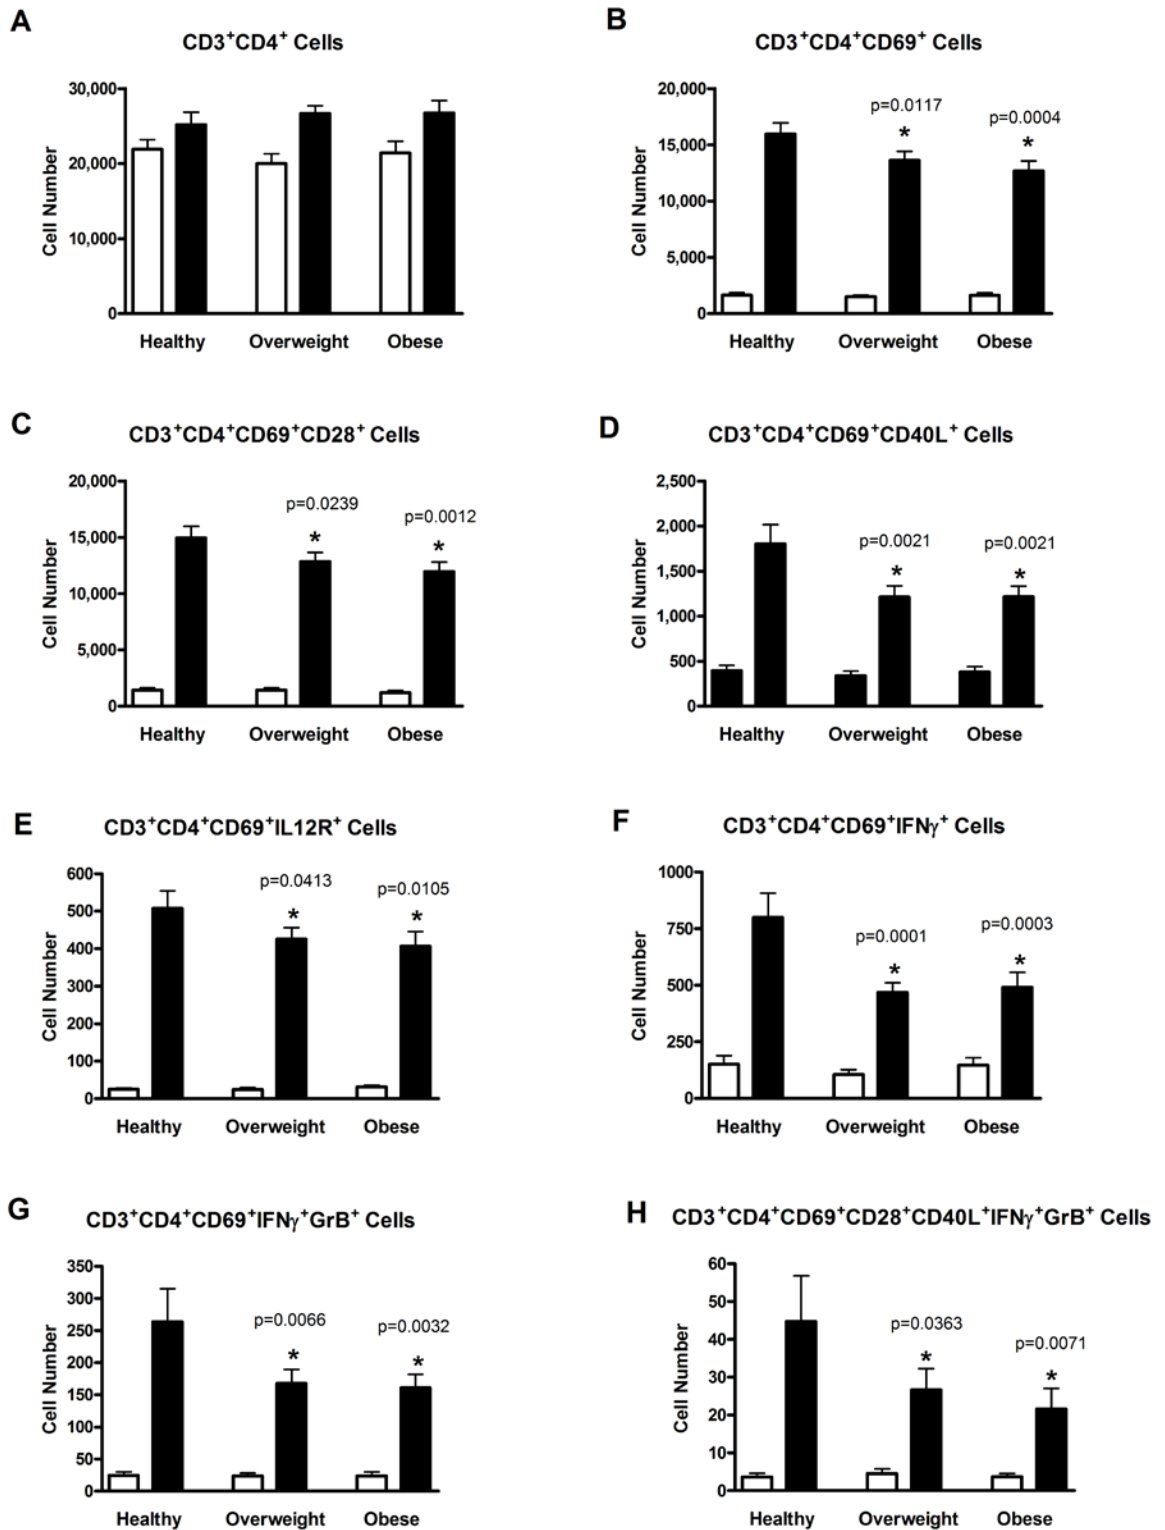 A
CD3⁺CD4⁺ Cells
Cell Number
30,000
20,000
10,000
0
Healthy Overweight Obese
B
CD3⁺CD4⁺CD69⁺ Cells
Cell Number
20,000
15,000
10,000
5,000
0
p=0.0117
*
p=0.0004
*
Healthy Overweight Obese
C
CD3⁺CD4⁺CD69⁺CD28⁺ Cells
Cell Number
20,000
15,000
10,000
5,000
0
p=0.0239
*
p=0.0012
*
Healthy Overweight Obese
D
CD3⁺CD4⁺CD69⁺CD40L⁺ Cells
Cell Number
2,500
2,000
1,500
1,000
500
0
p=0.0021
*
p=0.0021
*
Healthy Overweight Obese
E
CD3⁺CD4⁺CD69⁺IL12R⁺ Cells
Cell Number
600
500
400
300
200
100
0
p=0.0413
*
p=0.0105
*
Healthy Overweight Obese
F
CD3⁺CD4⁺CD69⁺IFNγ⁺ Cells
Cell Number
1000
750
500
250
0
p=0.0001
*
p=0.0003
*
Healthy Overweight Obese
G
CD3⁺CD4⁺CD69⁺IFNγ⁺GrB⁺ Cells
Cell Number
350
300
250
200
150
100
50
0
p=0.0066
*
p=0.0032
*
Healthy Overweight Obese
H
CD3⁺CD4⁺CD69⁺CD28⁺CD40L⁺IFNγ⁺GrB⁺ Cells
Cell Number
60
50
40
30
20
10
0
p=0.0363
*
p=0.0071
*
Healthy Overweight Obese